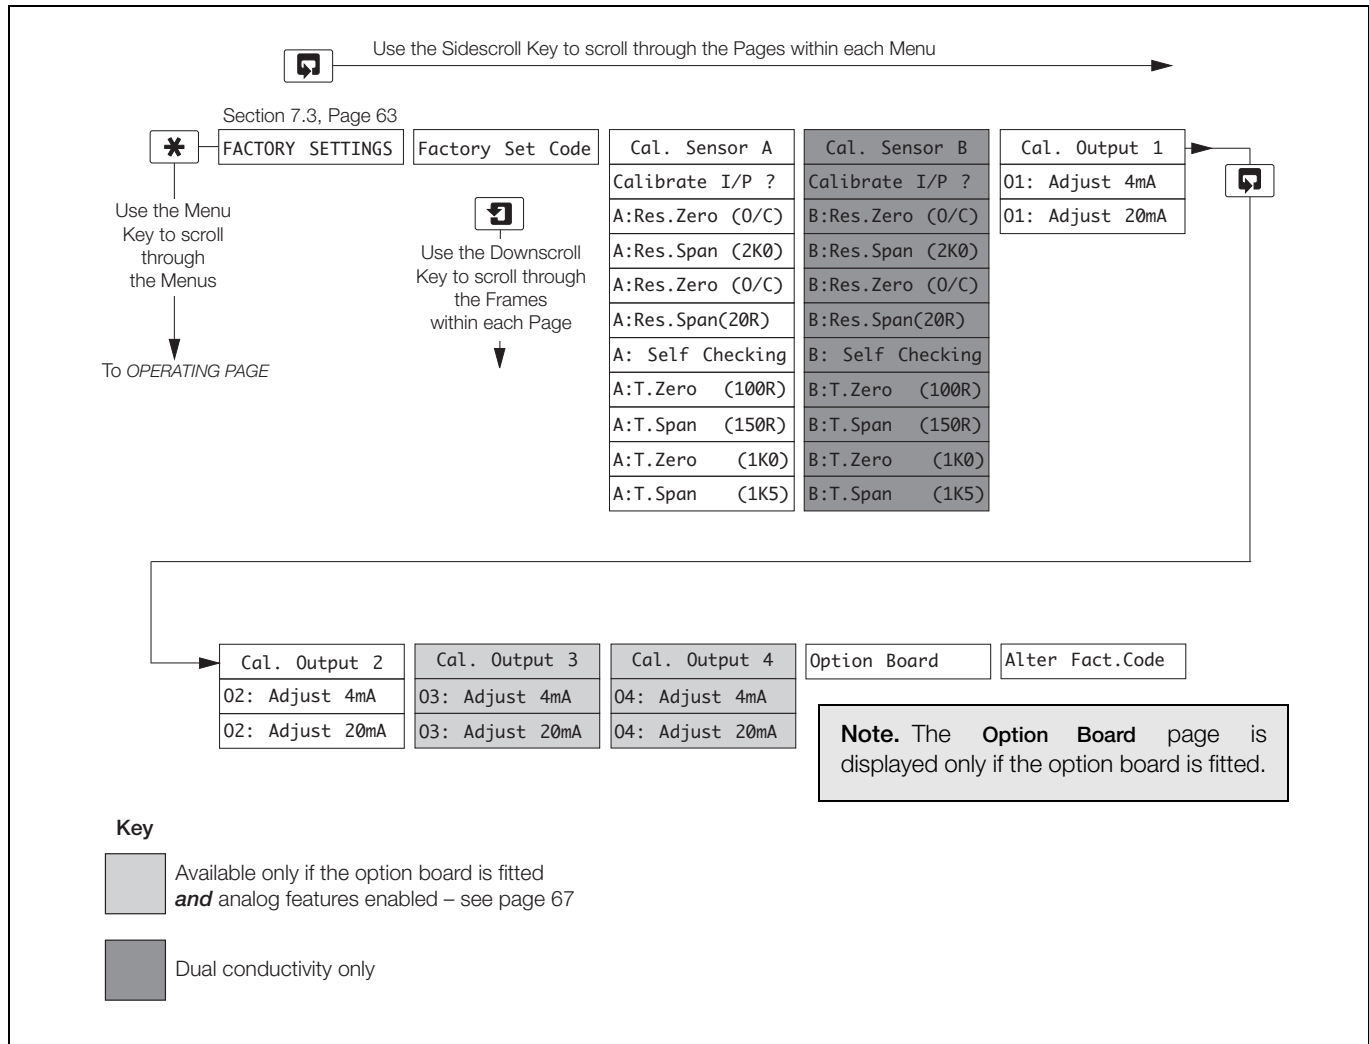 Use the Sidescroll Key to scroll through the Pages within each Menu
Section 7.3, Page 63
FACTORY SETTINGS
Factory Set Code
Use the Menu
Key to scroll
through
the Menus
To OPERATING PAGE
Use the Downscroll
Key to scroll through
the Frames
within each Page
Cal. Sensor A
Calibrate I/P ?
A:Res.Zero (O/C)
A:Res.Span (2K0)
A:Res.Zero (O/C)
A:Res.Span(20R)
A: Self Checking
A:T.Zero (100R)
A:T.Span (150R)
A:T.Zero (1K0)
A:T.Span (1K5)
Cal. Sensor B
Calibrate I/P ?
B:Res.Zero (O/C)
B:Res.Span (2K0)
B:Res.Zero (O/C)
B:Res.Span(20R)
B: Self Checking
B:T.Zero (100R)
B:T.Span (150R)
B:T.Zero (1K0)
B:T.Span (1K5)
Cal. Output 1
O1: Adjust 4mA
O1: Adjust 20mA
Cal. Output 2
O2: Adjust 4mA
O2: Adjust 20mA
Cal. Output 3
O3: Adjust 4mA
O3: Adjust 20mA
Cal. Output 4
O4: Adjust 4mA
O4: Adjust 20mA
Option Board
Alter Fact.Code
Note. The Option Board page is
displayed only if the option board is fitted.
Key
Available only if the option board is fitted
and analog features enabled – see page 67
Dual conductivity only